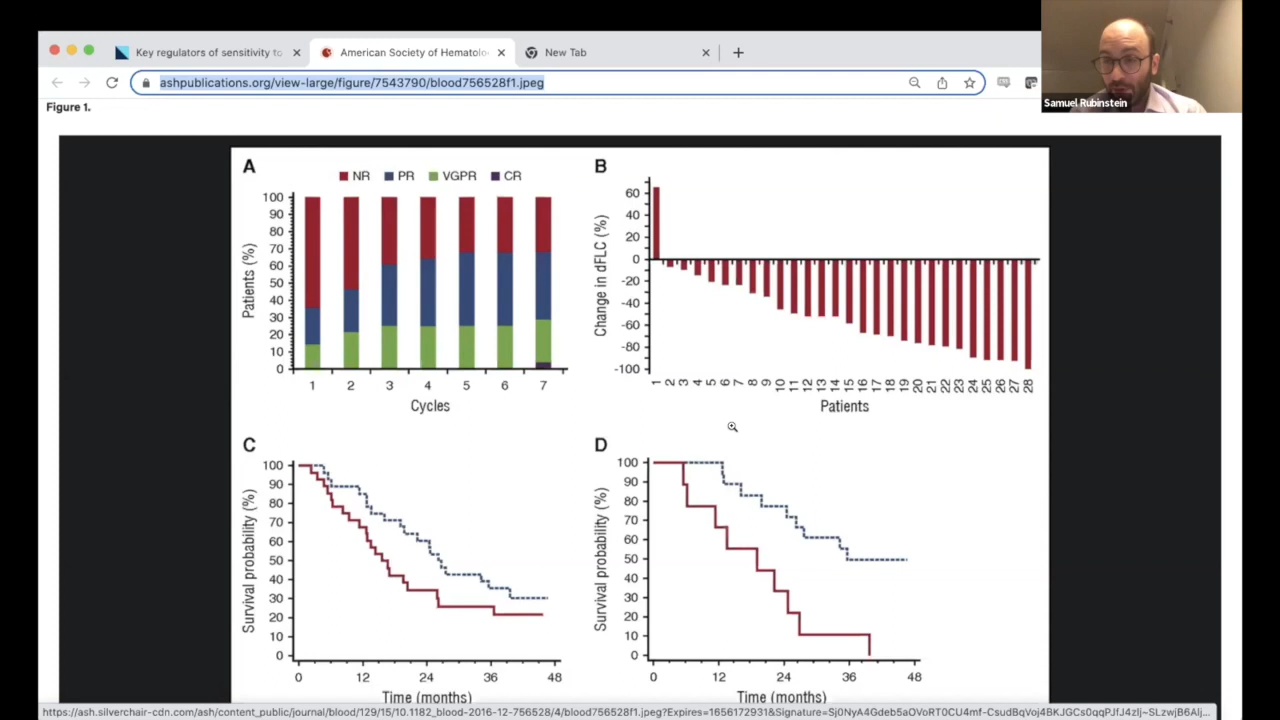 Key regulators of sensitivity to
American Society of Hematolo
New Tab
ashpublications.org/view-large/figure/7543790/blood756528f1.jpeg
Samuel Rubinstein
Figure 1.
A
NR PR VGPR CR
Patients (%)
100
90
80
70
60
50
40
30
20
10
0
1 2 3 4 5 6 7
Cycles
B
Change in dFLC (%)
60
40
20
0
-20
-40
-60
-80
-100
1 2 3 4 5 6 7 8 9 10 11 12 13 14 15 16 17 18 19 20 21 22 23 24 25 26 27 28
Patients
C
Survival probability (%)
100
90
80
70
60
50
40
30
20
10
0
0 12 24 36 48
Time (months)
D
Survival probability (%)
100
90
80
70
60
50
40
30
20
10
0
0 12 24 36 48
Time (months)